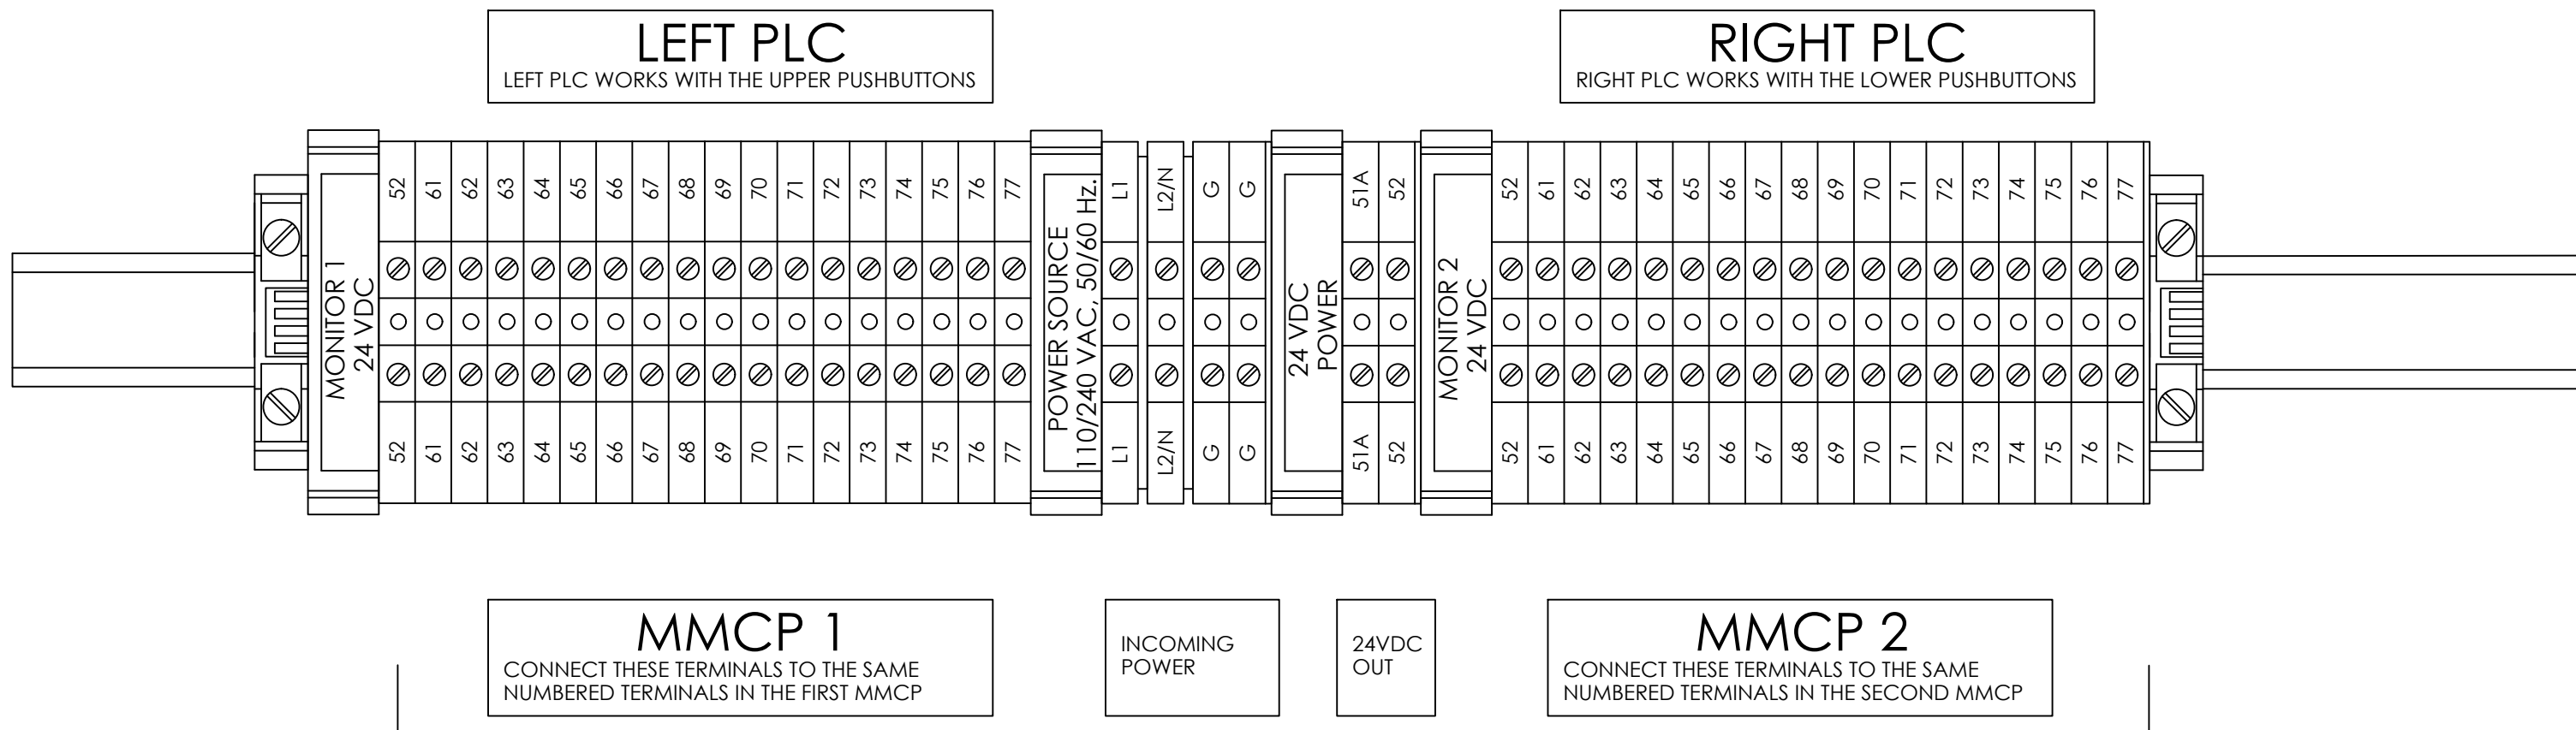 LEFT PLC
LEFT PLC WORKS WITH THE UPPER PUSHBUTTONS
RIGHT PLC
RIGHT PLC WORKS WITH THE LOWER PUSHBUTTONS
MONITOR 1
24 VDC
52 61 62 63 64 65 66 67 68 69 70 71 72 73 74 75 76 77
POWER SOURCE
110/240 VAC, 50/60 Hz.
L1 L2/N G G
24 VDC
POWER
51A 52
MONITOR 2
24 VDC
52 61 62 63 64 65 66 67 68 69 70 71 72 73 74 75 76 77
52 61 62 63 64 65 66 67 68 69 70 71 72 73 74 75 76 77
L1 L2/N G G
51A 52
52 61 62 63 64 65 66 67 68 69 70 71 72 73 74 75 76 77
MMCP 1
CONNECT THESE TERMINALS TO THE SAME
NUMBERED TERMINALS IN THE FIRST MMCP
INCOMING
POWER
24VDC
OUT
MMCP 2
CONNECT THESE TERMINALS TO THE SAME
NUMBERED TERMINALS IN THE SECOND MMCP